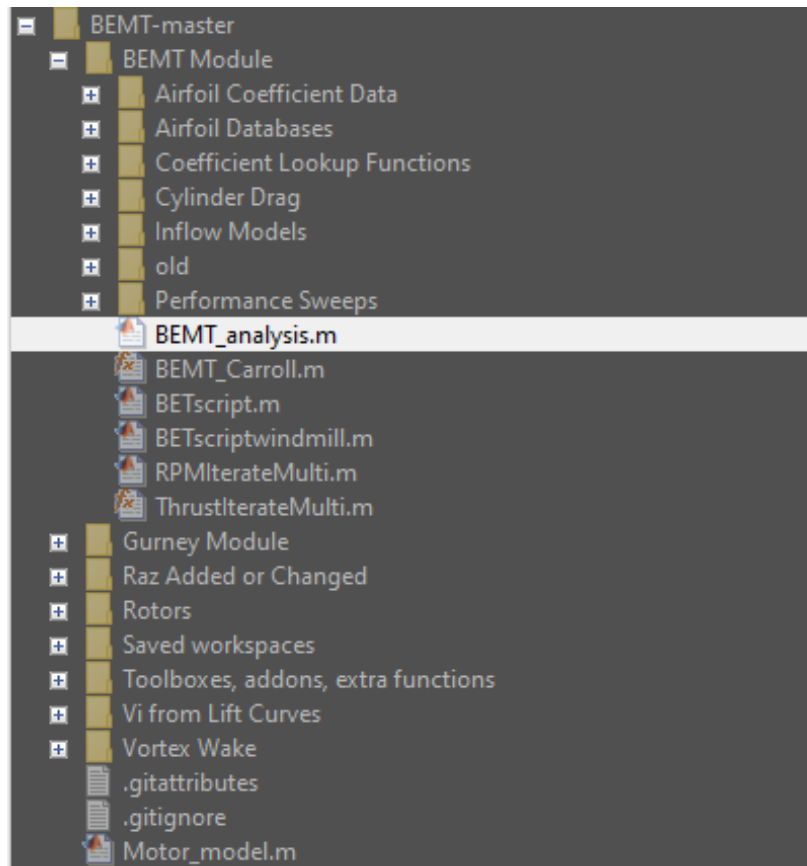 BEMT-master
BEMT Module
Airfoil Coefficient Data
Airfoil Databases
Coefficient Lookup Functions
Cylinder Drag
Inflow Models
old
Performance Sweeps
BEMT_analysis.m
BEMT_Carroll.m
BETscript.m
BETscriptwindmill.m
RPMIterateMulti.m
ThrustIterateMulti.m
Gurney Module
Raz Added or Changed
Rotors
Saved workspaces
Toolboxes, addons, extra functions
Vi from Lift Curves
Vortex Wake
.gitattributes
.gitignore
Motor_model.m